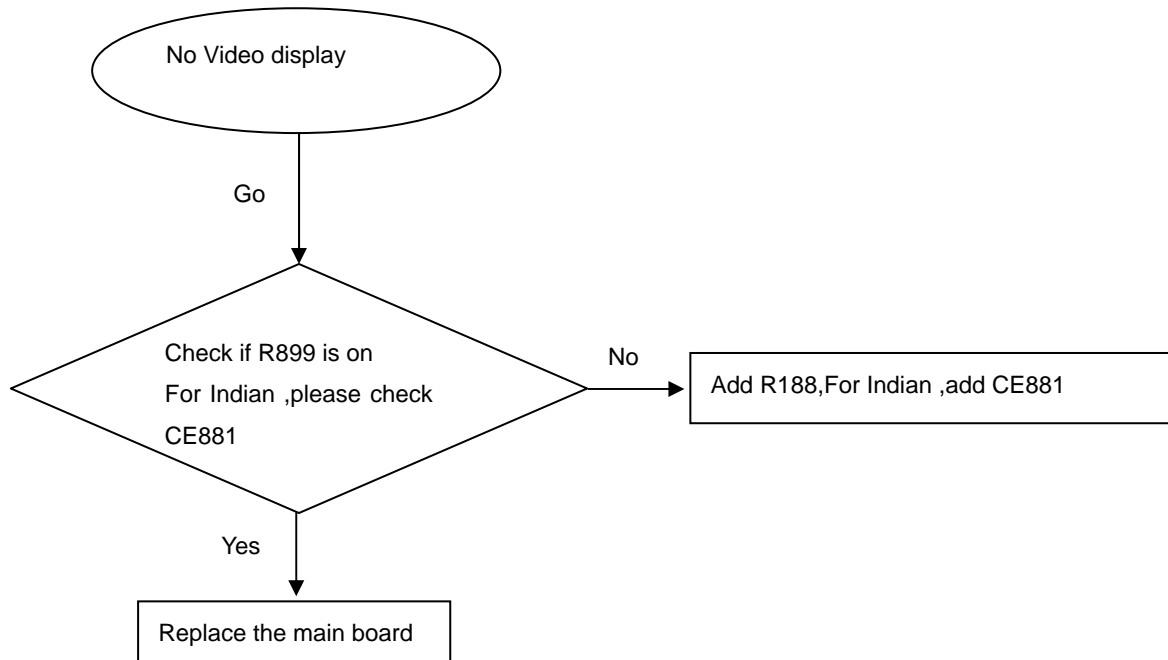 No Video display
Go
Check if R899 is on
For Indian ,please check
CE881
No
Add R188,For Indian ,add CE881
Yes
Replace the main board